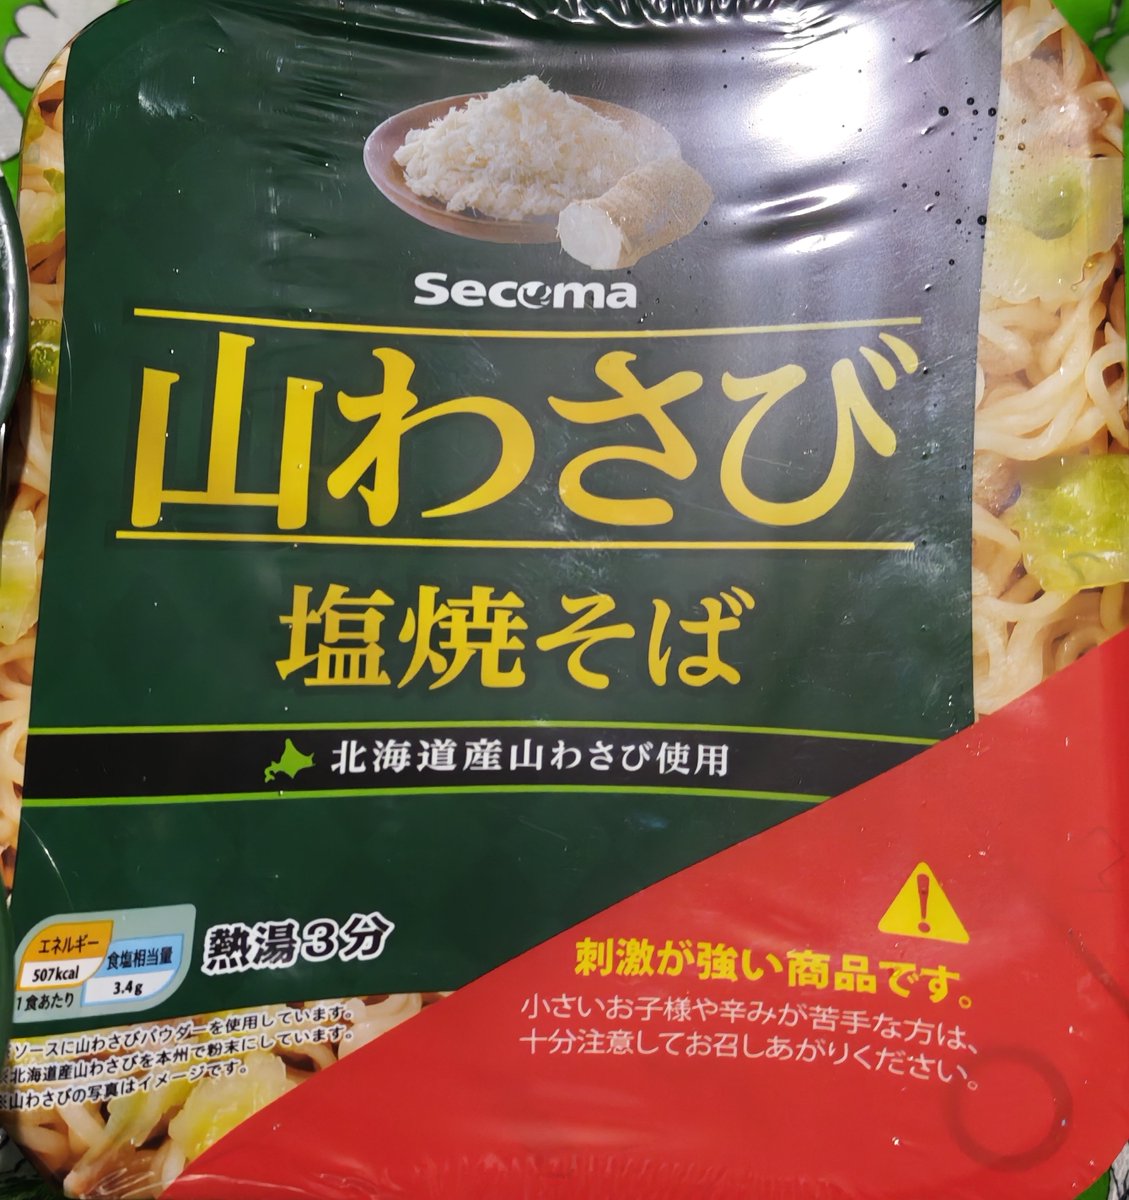 Secoma
山わさび
塩焼そば
北海道産山わさび使用
エネルギー
507kcal
食塩相当量
3.4g
1食あたり
熱湯3分
※ソースに山わさびパウダーを使用しています。
※北海道産山わさびを本州で粉末にしています。
※山わさびの写真はイメージです。
刺激が強い商品です。
小さいお子様や辛みが苦手な方は、
十分注意してお召しあがりください。